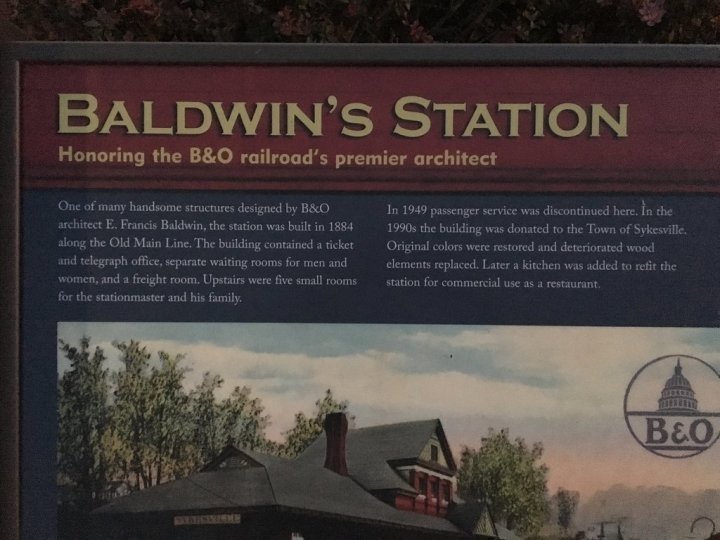 BALDWIN'S STATION
Honoring the B&O railroad's premier architect
One of many handsome structures designed by B&O
architect E. Francis Baldwin, the station was built in 1884
along the Old Main Line. The building contained a ticket
and telegraph office, separate waiting rooms for men and
women, and a freight room. Upstairs were five small rooms
for the stationmaster and his family.
In 1949 passenger service was discontinued here. In the
1990s the building was donated to the Town of Sykesville.
Original colors were restored and deteriorated wood
elements replaced. Later a kitchen was added to refit the
station for commercial use as a restaurant.
B&O
SYKESVILLE